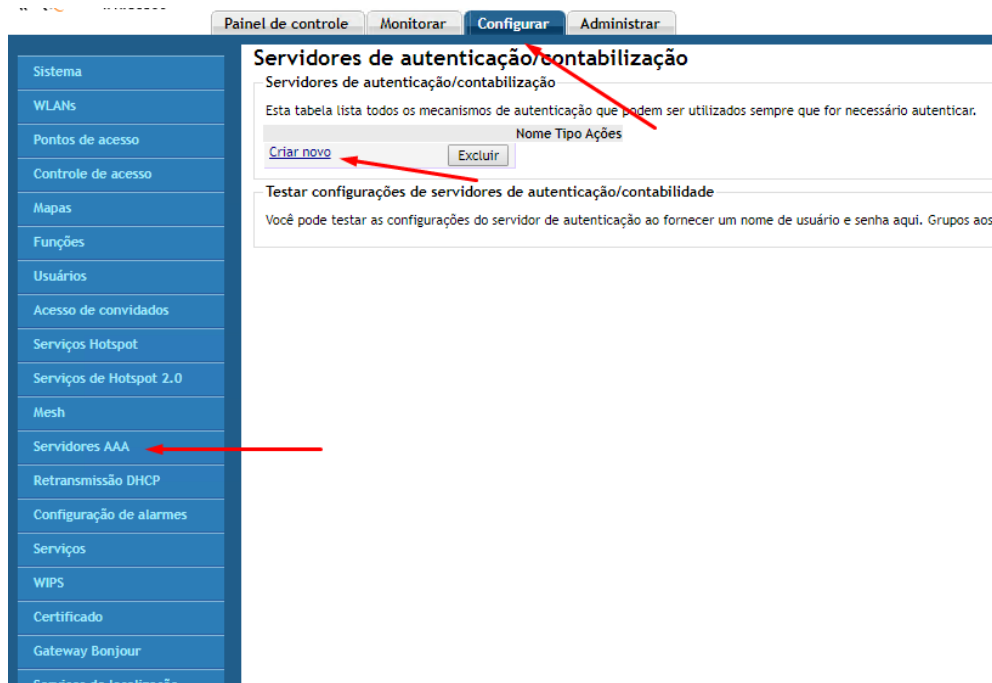 Painel de controle Monitorar Configurar Administrar
Sistema
WLANs
Pontos de acesso
Controle de acesso
Mapas
Funções
Usuários
Acesso de convidados
Serviços Hotspot
Serviços de Hotspot 2.0
Mesh
Servidores AAA
Retransmissão DHCP
Configuração de alarmes
Serviços
WIPS
Certificado
Gateway Bonjour
Servidores de autenticação/contabilização
Servidores de autenticação/contabilização
Esta tabela lista todos os mecanismos de autenticação que podem ser utilizados sempre que for necessário autenticar.
Nome Tipo Ações
Criar novo Excluir
Testar configurações de servidores de autenticação/contabilidade
Você pode testar as configurações do servidor de autenticação ao fornecer um nome de usuário e senha aqui. Grupos aos